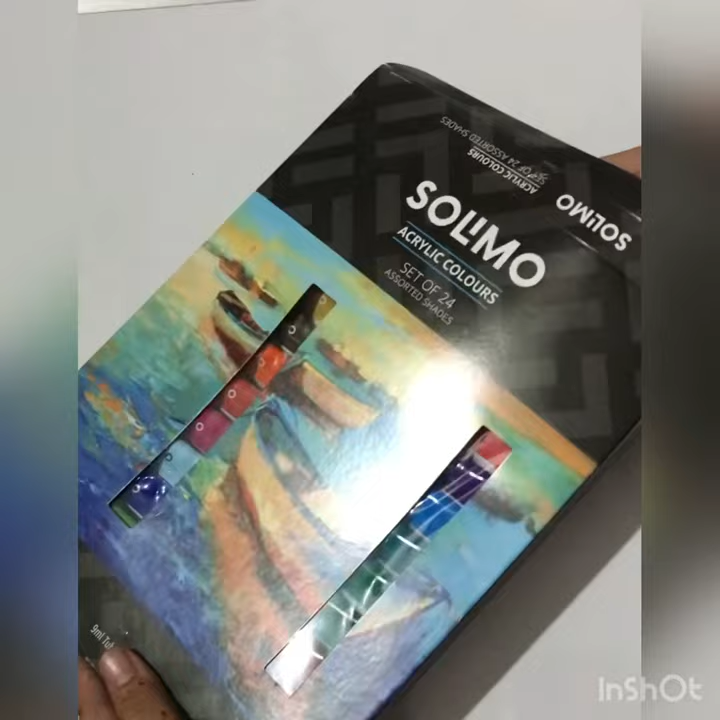 SOLIMO
ACRYLIC COLOURS
SET OF 24 ASSORTED SHADES
SOLIMO
ACRYLIC COLOURS
SET OF 24
ASSORTED SHADES
9ml
InShOt